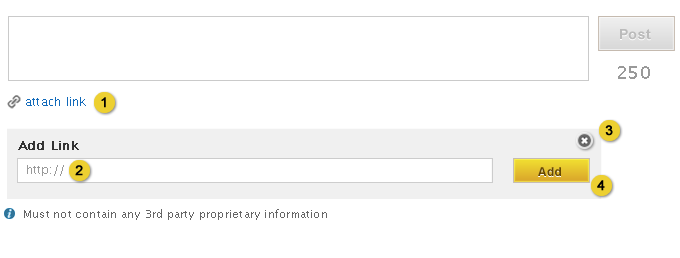 Post
250
attach link 1
3
Add Link
http:// 2
Add
4
Must not contain any 3rd party proprietary information